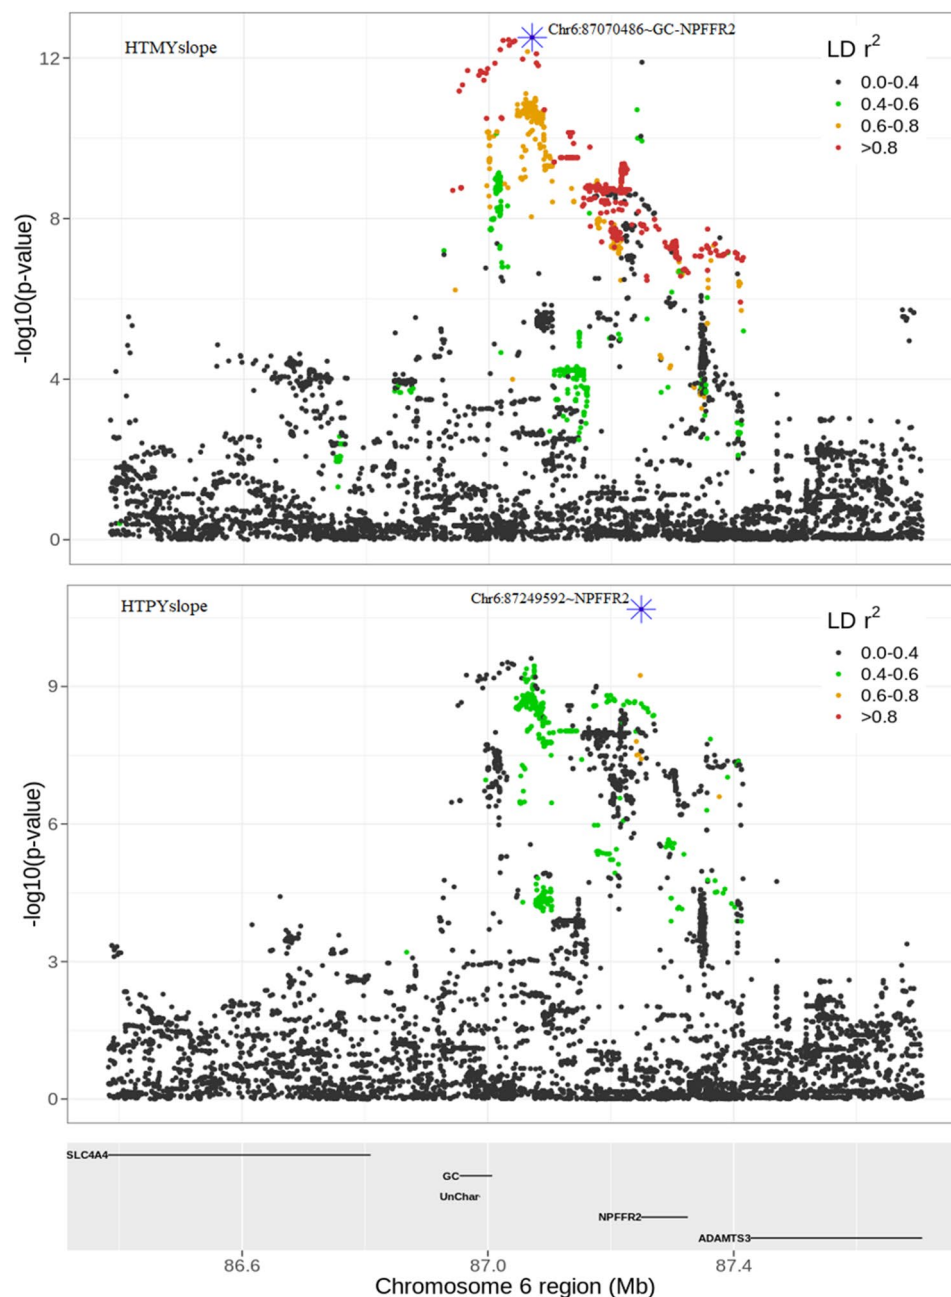 HTMYslope
Chr6:87070486~GC-NPFFR2
LD r²
0.0-0.4
0.4-0.6
0.6-0.8
>0.8
12
8
4
0
-log10(p-value)
HTPYslope
Chr6:87249592~NPFFR2
LD r²
0.0-0.4
0.4-0.6
0.6-0.8
>0.8
9
6
3
0
-log10(p-value)
SLC4A4
GC
UnChar
NPFFR2
ADAMTS3
86.6 87.0 87.4
Chromosome 6 region (Mb)